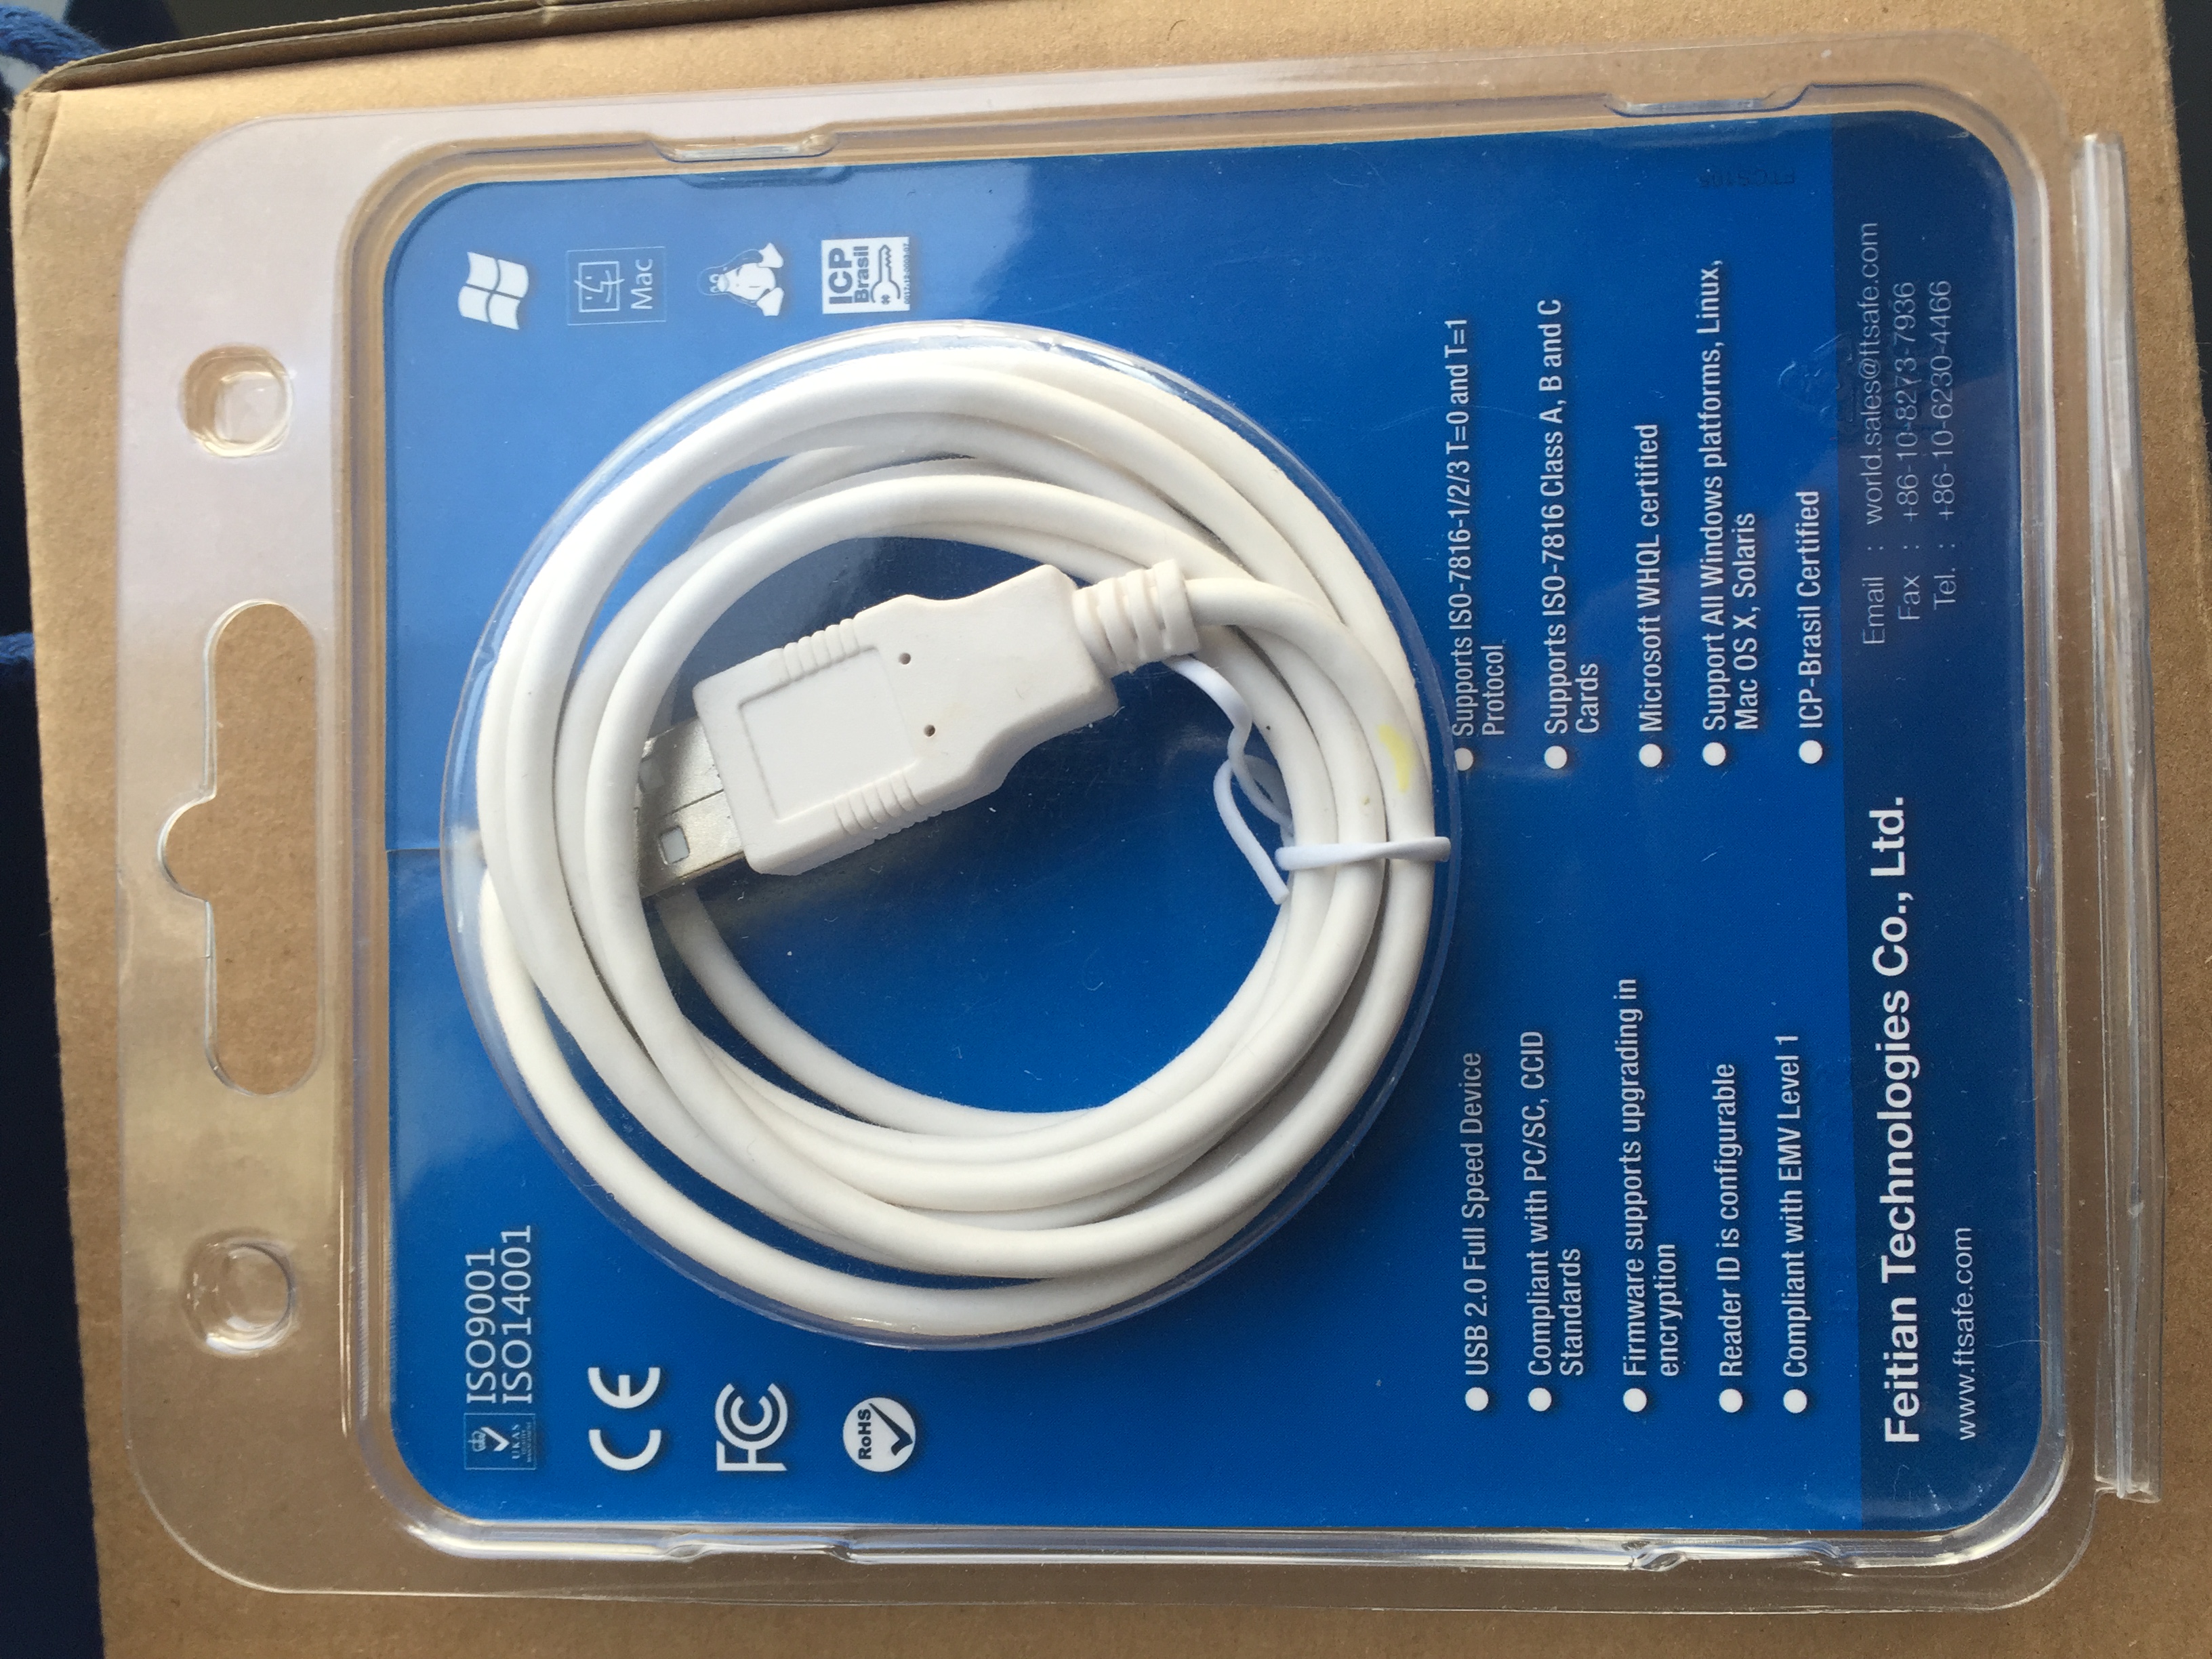 UKAS
ISO9001
ISO14001
CE
FC
RoHS
Mac
ICP
Brasil
USB 2.0 Full Speed Device
Compliant with PC/SC, CCID
Standards
Firmware supports upgrading in
encryption
Reader ID is configurable
Compliant with EMV Level 1
Supports ISO-7816-1/2/3 T=0 and T=1
Protocol
Supports ISO-7816 Class A, B and C
Cards
Microsoft WHQL certified
Support All Windows platforms, Linux,
Mac OS X, Solaris
ICP-Brasil Certified
Feitian Technologies Co., Ltd.
www.ftsafe.com
Email : world.sales@ftsafe.com
Fax : +86-10-8273-7936
Tel. : +86-10-6230-4466